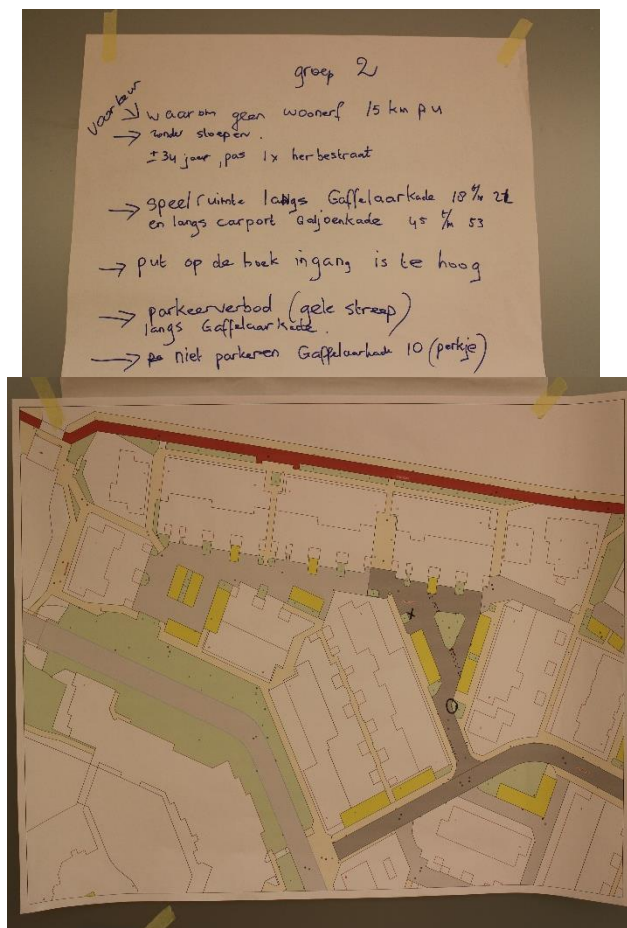 groep 2
voorkeur
→ waarom geen woonerf 15 km pu
→ zonder stoepen.
± 34 jaar, pas 1x herbestraat
→ speelruimte langs Gaffelaarkade 18 t/m 21
en langs carport Galjoenkade 45 t/m 53
→ put op de hoek ingang is te hoog
→ parkeerverbod (gele streep)
langs Gaffelaarkade.
→ niet parkeren Gaffelaarkade 10 (perkje)